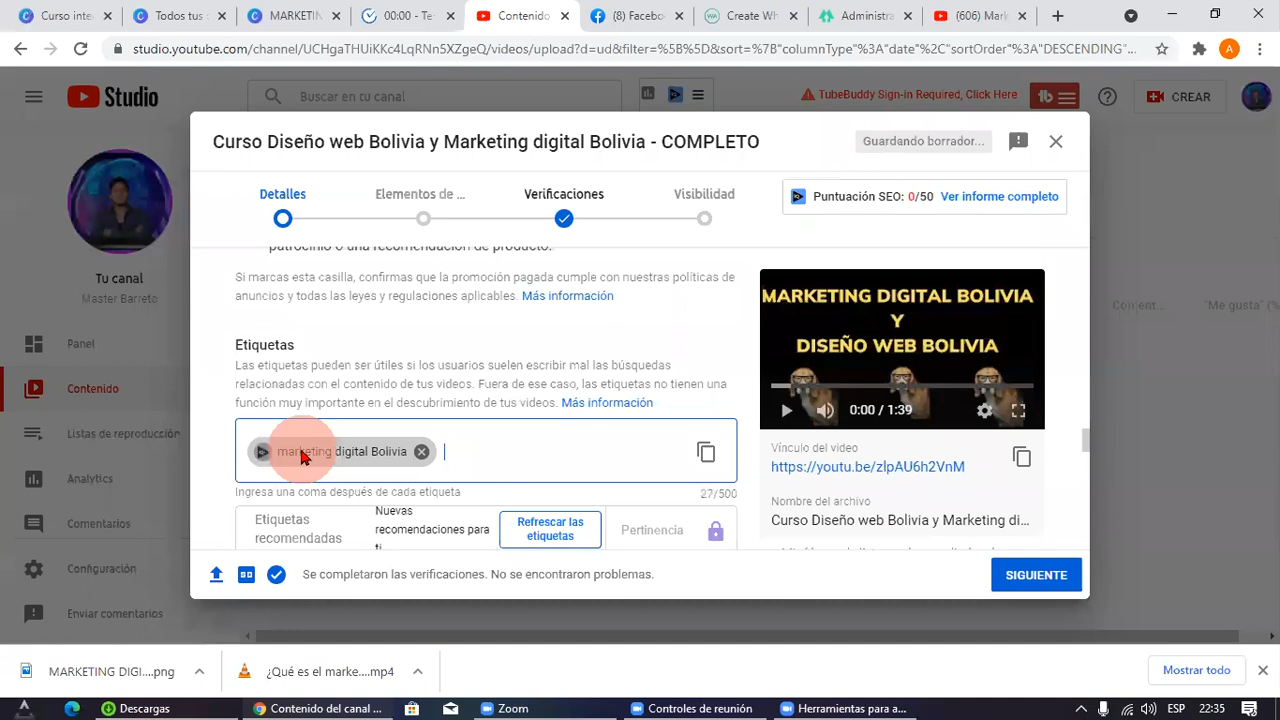 Curso inte
Todos tus
MARKETING
00:00 - Te
Contenido
(8) Facebo
Create Wh
Administra
(606) Mark
studio.youtube.com/channel/UCHgaTHUiKKc4LqRNn5XZgeQ/videos/upload?d=ud&filter=%5B%5D&sort=%7B"columnType"%3A"date"%2C"sortOrder"%3A"DESCENDING"...
A
Studio
Buscar en tu canal
TubeBuddy Sign-in Required, Click Here
CREAR
Curso Diseño web Bolivia y Marketing digital Bolivia - COMPLETO
Guardando borrador...
Detalles
Elementos de ...
Verificaciones
Visibilidad
Puntuación SEO: 0/50 Ver informe completo
Tu canal
Master Barreto
Panel
Contenido
Listas de reproducción
Analytics
Comentarios
Configuración
Enviar comentarios
patrocinio o una recomendación de producto.
Si marcas esta casilla, confirmas que la promoción pagada cumple con nuestras políticas de
anuncios y todas las leyes y regulaciones aplicables. Más información
Etiquetas
Las etiquetas pueden ser útiles si los usuarios suelen escribir mal las búsquedas
relacionadas con el contenido de tus videos. Fuera de ese caso, las etiquetas no tienen una
función muy importante en el descubrimiento de tus videos. Más información
marketing digital Bolivia
Ingresa una coma después de cada etiqueta
27/500
Etiquetas
recomendadas
Nuevas
recomendaciones para
ti
Refrescar las
etiquetas
Pertinencia
MARKETING DIGITAL BOLIVIA
Y
DISEÑO WEB BOLIVIA
0:00 / 1:39
Vínculo del video
https://youtu.be/zlpAU6h2VnM
Nombre del archivo
Curso Diseño web Bolivia y Marketing di...
Coment...
"Me gusta" (%
Se completaron las verificaciones. No se encontraron problemas.
SIGUIENTE
MARKETING DIGI....png
¿Qué es el marke....mp4
Mostrar todo
Descargas
Contenido del canal ...
Zoom
Controles de reunión
Herramientas para a...
ESP
22:35